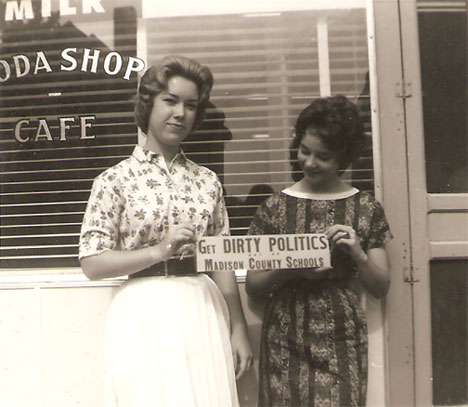 MILK
ODA SHOP
CAFE
GET DIRTY POLITICS
OUT OF
MADISON COUNTY SCHOOLS